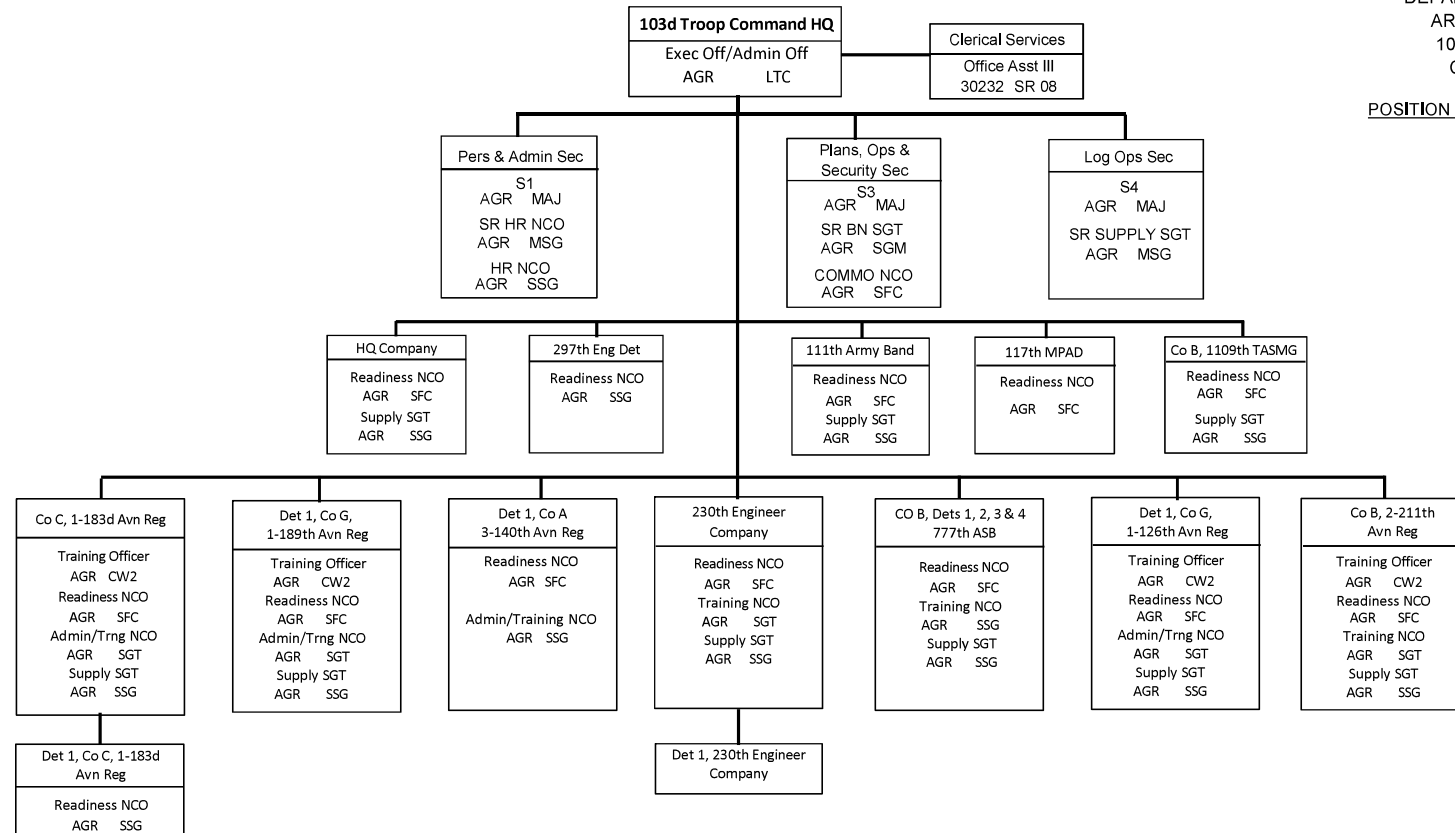 103d Troop Command HQ
Exec Off/Admin Off
AGR LTC
Clerical Services
Office Asst III
30232 SR 08
POSITION
Pers & Admin Sec
S1
AGR MAJ
SR HR NCO
AGR MSG
HR NCO
AGR SSG
Plans, Ops &
Security Sec
S3
AGR MAJ
SR BN SGT
AGR SGM
COMMO NCO
AGR SFC
Log Ops Sec
S4
AGR MAJ
SR SUPPLY SGT
AGR MSG
HQ Company
Readiness NCO
AGR SFC
Supply SGT
AGR SSG
297th Eng Det
Readiness NCO
AGR SSG
111th Army Band
Readiness NCO
AGR SFC
Supply SGT
AGR SSG
117th MPAD
Readiness NCO
AGR SFC
Co B, 1109th TASMG
Readiness NCO
AGR SFC
Supply SGT
AGR SSG
Co C, 1-183d Avn Reg
Training Officer
AGR CW2
Readiness NCO
AGR SFC
Admin/Trng NCO
AGR SGT
Supply SGT
AGR SSG
Det 1, Co G,
1-189th Avn Reg
Training Officer
AGR CW2
Readiness NCO
AGR SFC
Admin/Trng NCO
AGR SGT
Supply SGT
AGR SSG
Det 1, Co A
3-140th Avn Reg
Readiness NCO
AGR SFC
Admin/Training NCO
AGR SSG
230th Engineer
Company
Readiness NCO
AGR SFC
Training NCO
AGR SGT
Supply SGT
AGR SSG
CO B, Dets 1, 2, 3 & 4
777th ASB
Readiness NCO
AGR SFC
Training NCO
AGR SSG
Supply SGT
AGR SSG
Det 1, Co G,
1-126th Avn Reg
Training Officer
AGR CW2
Readiness NCO
AGR SFC
Admin/Trng NCO
AGR SGT
Supply SGT
AGR SSG
Co B, 2-211th
Avn Reg
Training Officer
AGR CW2
Readiness NCO
AGR SFC
Training NCO
AGR SGT
Supply SGT
AGR SSG
Det 1, Co C, 1-183d
Avn Reg
Readiness NCO
AGR SSG
Det 1, 230th Engineer
Company